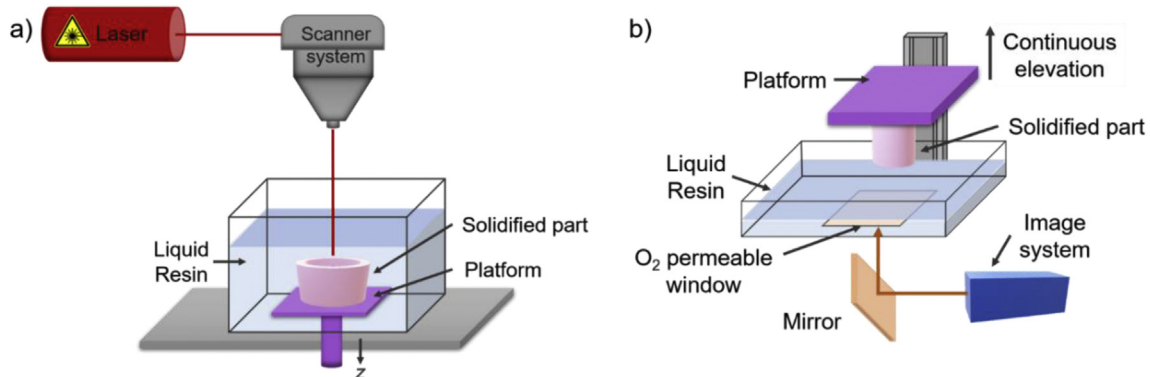 a)
Laser
Scanner
system
Liquid
Resin
Solidified part
Platform
z
b)
Continuous
elevation
Platform
Solidified part
Liquid
Resin
O₂ permeable
window
Image
system
Mirror